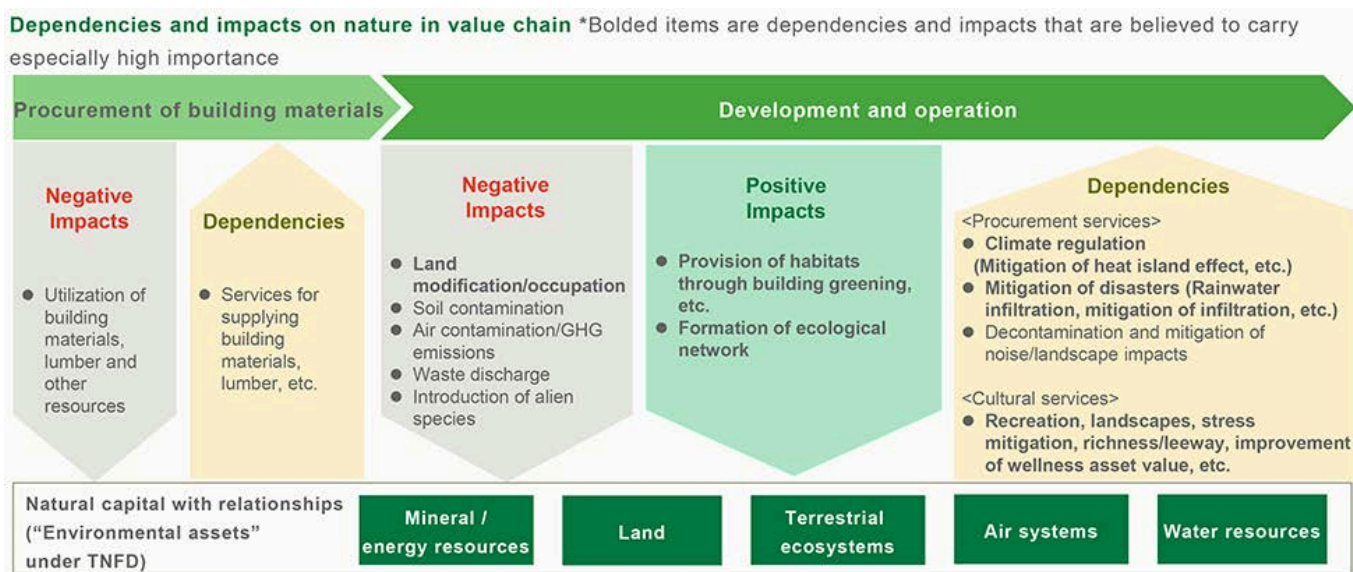 Dependencies and impacts on nature in value chain *Bolded items are dependencies and impacts that are believed to carry
especially high importance
Procurement of building materials
Development and operation
Negative
Impacts
● Utilization of
building
materials,
lumber and
other
resources
Dependencies
● Services for
supplying
building
materials,
lumber, etc.
Negative
Impacts
● Land
modification/occupation
● Soil contamination
● Air contamination/GHG
emissions
● Waste discharge
● Introduction of alien
species
Positive
Impacts
● Provision of habitats
through building greening,
etc.
● Formation of ecological
network
Dependencies
<Procurement services>
● Climate regulation
(Mitigation of heat island effect, etc.)
● Mitigation of disasters (Rainwater
infiltration, mitigation of infiltration, etc.)
● Decontamination and mitigation of
noise/landscape impacts
<Cultural services>
● Recreation, landscapes, stress
mitigation, richness/leeway, improvement
of wellness asset value, etc.
Natural capital with relationships
(“Environmental assets”
under TNFD)
Mineral /
energy resources
Land
Terrestrial
ecosystems
Air systems
Water resources